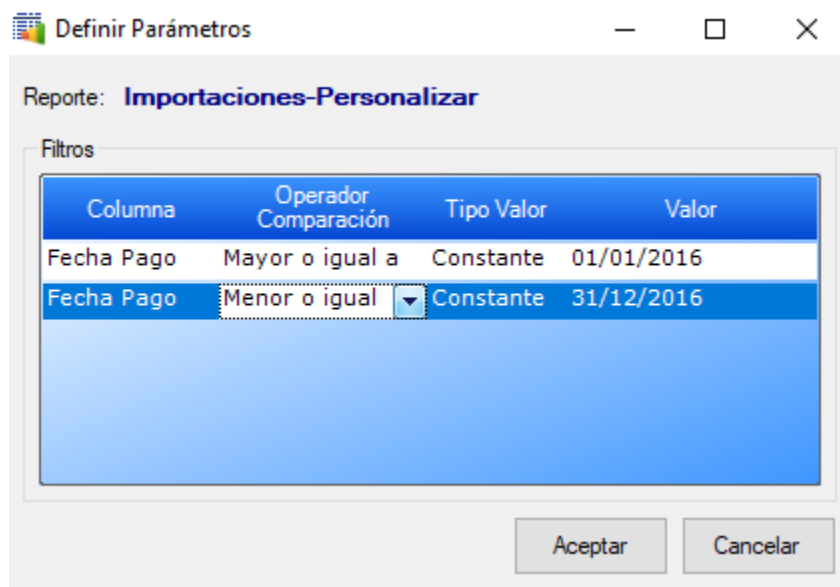 Definir Parámetros
Reporte: Importaciones-Personalizar
Filtros
Columna Operador Comparación Tipo Valor Valor
Fecha Pago Mayor o igual a Constante 01/01/2016
Fecha Pago Menor o igual Constante 31/12/2016
Aceptar Cancelar